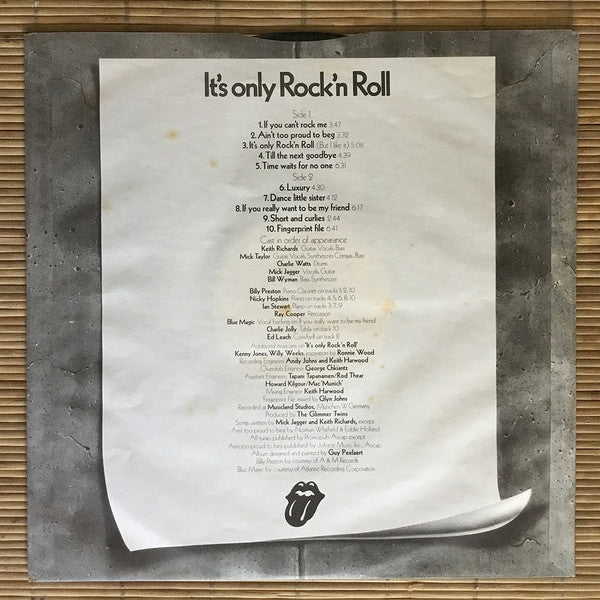 It's only Rock'n Roll
Side 1
1. If you can't rock me 3:47
2. Ain't too proud to beg 3:32
3. It's only Rock'n Roll (But I like it) 5:08
4. Till the next goodbye 4:39
5. Time waits for no one 6:31
Side 2
6. Luxury 4:30
7. Dance little sister 4:12
8. If you really want to be my friend 6:17
9. Short and curlies 2:44
10. Fingerprint file 6:41
Cast in order of appearance
Keith Richards Guitar Vocals Bass
Mick Taylor Guitar Vocals Synthesizer Congas Bass
Charlie Watts Drums
Mick Jagger Vocals Guitar
Bill Wyman Bass Synthesizer
Billy Preston Piano Clavinet on tracks 1, 2, 10
Nicky Hopkins Piano on tracks 4, 5, 6, 8, 10
Ian Stewart Piano on tracks 3, 7, 9
Ray Cooper Percussion
Blue Magic Vocal backing on 'If you really want to be my friend'
Charlie Jolly Tabla on track 10
Ed Leach Cowbell on track 2
Additional musicians on 'It's only Rock'n Roll'
Kenny Jones, Willy Weeks, inspiration by Ronnie Wood
Recording Engineers Andy Johns and Keith Harwood
Overdub Engineer George Chkiantz
Assistant Engineers Tapani Tapanainen/Rod Thear
Howard Kilgour/Mac 'Munich'
Mixing Engineer Keith Harwood
'Fingerprint file' mixed by Glyn Johns
Recorded at Musicland Studios, München W. Germany
Produced by The Glimmer Twins
Songs written by Mick Jagger and Keith Richards, except
Ain't too proud to beg by Norman Whitfield & Eddie Holland
All tunes published by Promopub Ascap except
Ain't too proud to beg published by Jobete Music Inc. Ascap
Album designed and painted by Guy Peelaert
Billy Preston by courtesy of A & M Records
Blue Magic by courtesy of Atlantic Recording Corporation